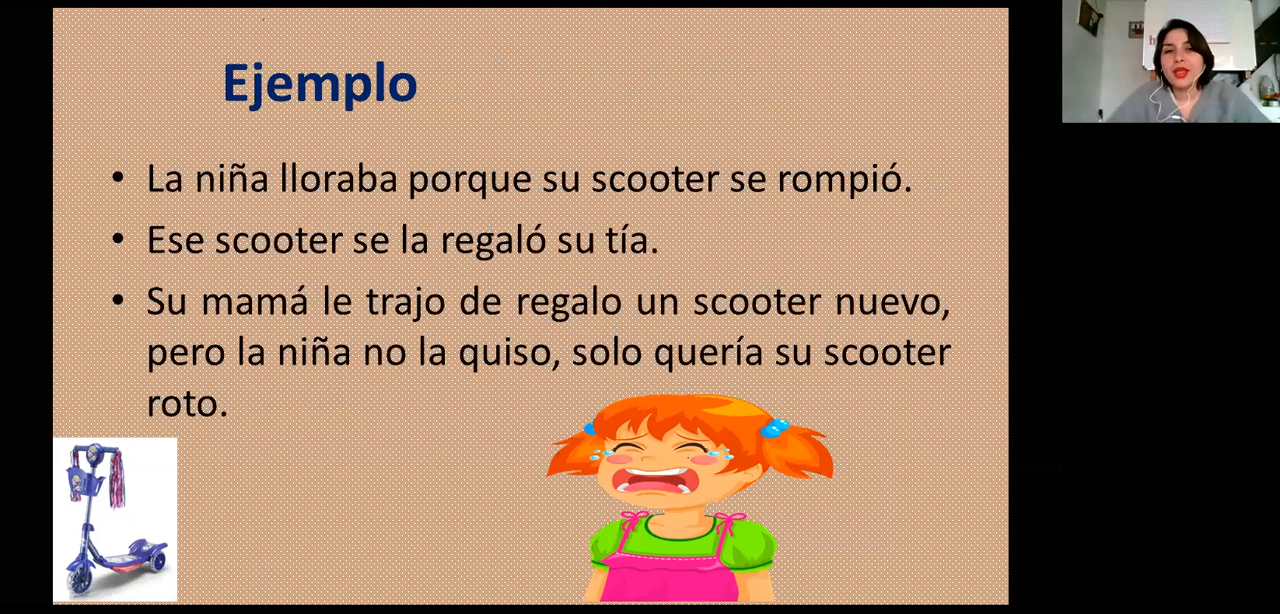 Ejemplo
• La niña lloraba porque su scooter se rompió.
• Ese scooter se la regaló su tía.
• Su mamá le trajo de regalo un scooter nuevo,
pero la niña no la quiso, solo quería su scooter
roto.